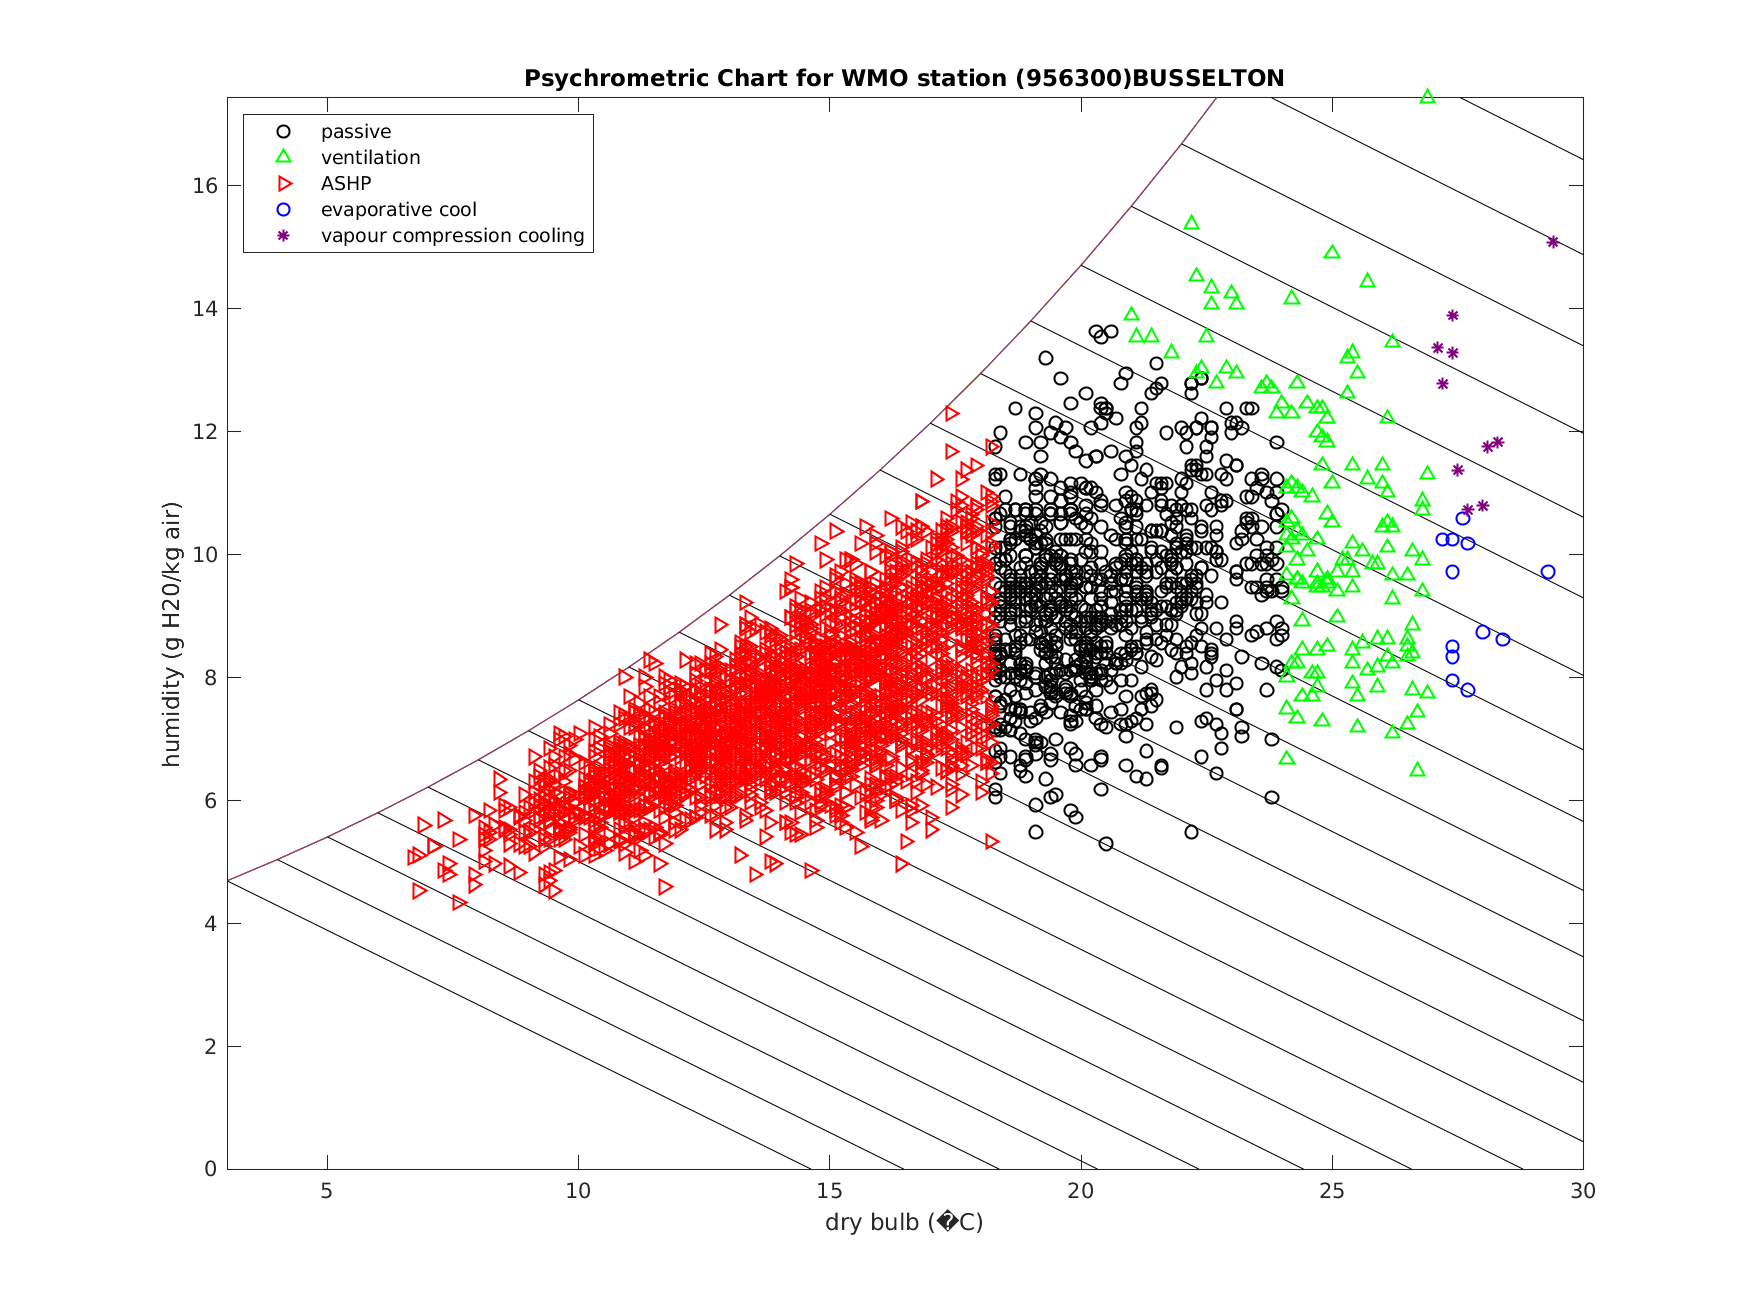 Psychrometric Chart for WMO station (956300)BUSSELTON
passive
ventilation
ASHP
evaporative cool
vapour compression cooling
16
14
12
10
8
6
4
2
0
humidity (g H20/kg air)
5 10 15 20 25 30
dry bulb (�C)